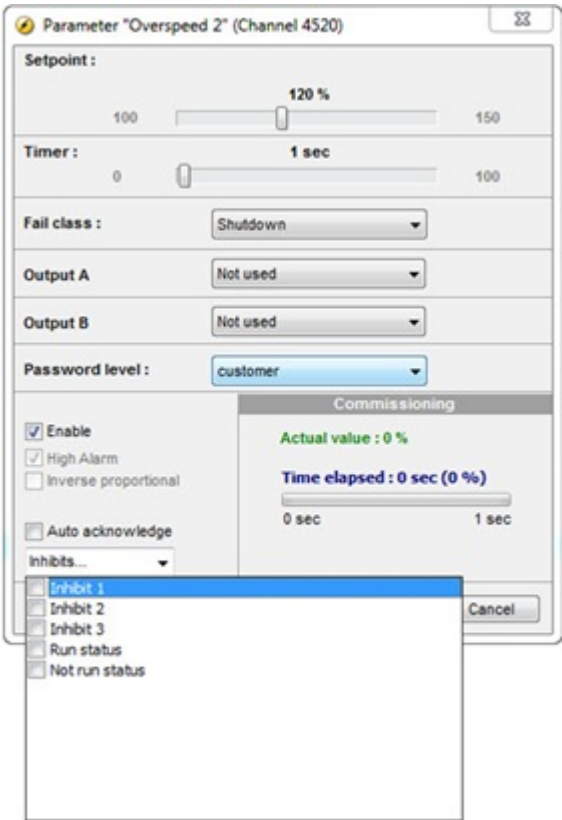 Parameter "Overspeed 2" (Channel 4520)
Setpoint :
120 %
100
150
Timer :
1 sec
0
100
Fail class :
Shutdown
Output A
Not used
Output B
Not used
Password level :
customer
Commissioning
Enable
High Alarm
Inverse proportional
Auto acknowledge
Inhibits...
Actual value : 0 %
Time elapsed : 0 sec (0 %)
0 sec
1 sec
Inhibit 1
Inhibit 2
Inhibit 3
Run status
Not run status
Cancel